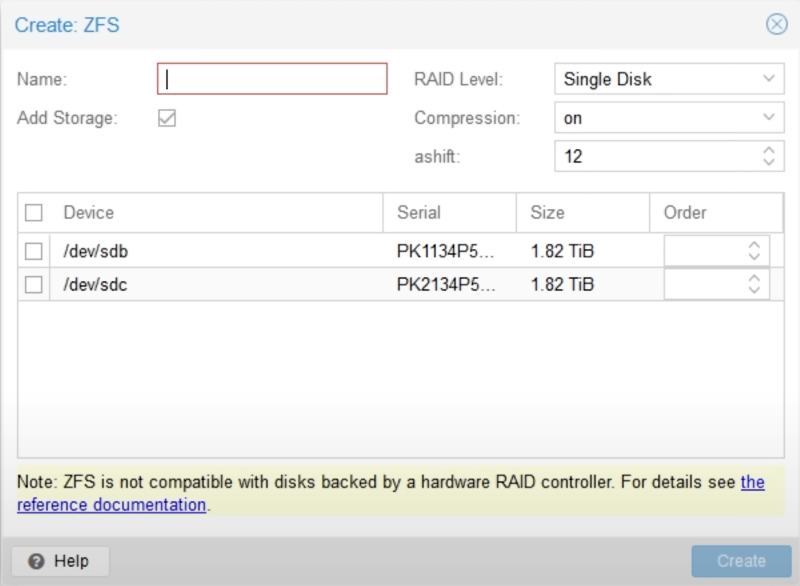 Create: ZFS
Name:
RAID Level: Single Disk
Add Storage:
Compression: on
ashift: 12
Device Serial Size Order
/dev/sdb PK1134P5... 1.82 TiB
/dev/sdc PK2134P5... 1.82 TiB
Note: ZFS is not compatible with disks backed by a hardware RAID controller. For details see the
reference documentation.
Help
Create